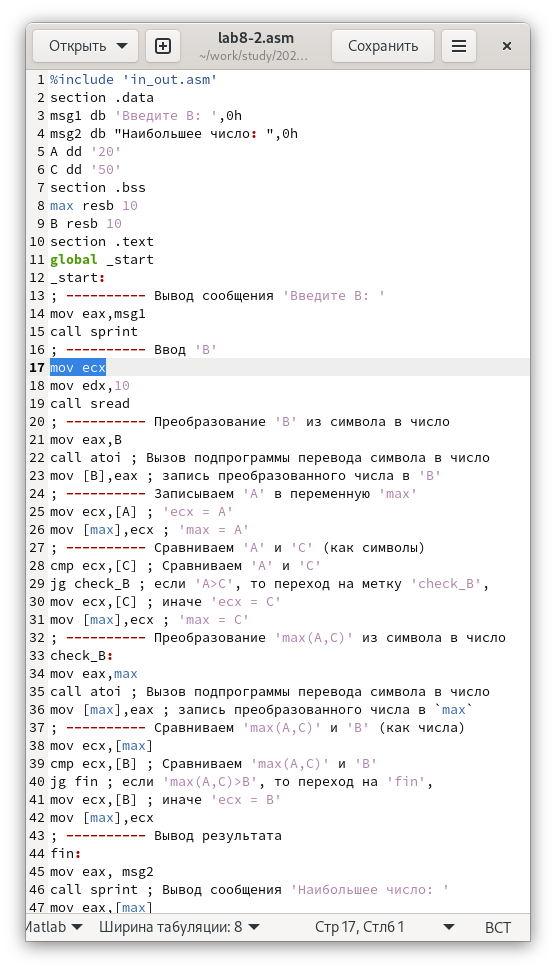 Открыть
lab8-2.asm
~/work/study/202...
Сохранить
1 %include 'in_out.asm'
2 section .data
3 msg1 db 'Введите B: ',0h
4 msg2 db "Наибольшее число: ",0h
5 A dd '20'
6 C dd '50'
7 section .bss
8 max resb 10
9 B resb 10
10 section .text
11 global _start
12 _start:
13 ; ---------- Вывод сообщения 'Введите B: '
14 mov eax,msg1
15 call sprint
16 ; ---------- Ввод 'B'
17 mov ecx
18 mov edx,10
19 call sread
20 ; ---------- Преобразование 'B' из символа в число
21 mov eax,B
22 call atoi ; Вызов подпрограммы перевода символа в число
23 mov [B],eax ; запись преобразованного числа в 'B'
24 ; ---------- Записываем 'A' в переменную 'max'
25 mov ecx,[A] ; 'ecx = A'
26 mov [max],ecx ; 'max = A'
27 ; ---------- Сравниваем 'A' и 'C' (как символы)
28 cmp ecx,[C] ; Сравниваем 'A' и 'C'
29 jg check_B ; если 'A>C', то переход на метку 'check_B',
30 mov ecx,[C] ; иначе 'ecx = C'
31 mov [max],ecx ; 'max = C'
32 ; ---------- Преобразование 'max(A,C)' из символа в число
33 check_B:
34 mov eax,max
35 call atoi ; Вызов подпрограммы перевода символа в число
36 mov [max],eax ; запись преобразованного числа в `max`
37 ; ---------- Сравниваем 'max(A,C)' и 'B' (как числа)
38 mov ecx,[max]
39 cmp ecx,[B] ; Сравниваем 'max(A,C)' и 'B'
40 jg fin ; если 'max(A,C)>B', то переход на 'fin',
41 mov ecx,[B] ; иначе 'ecx = B'
42 mov [max],ecx
43 ; ---------- Вывод результата
44 fin:
45 mov eax, msg2
46 call sprint ; Вывод сообщения 'Наибольшее число: '
47 mov eax,[max]
Matlab Ширина табуляции: 8 Стр 17, Стлб 1 ВСТ